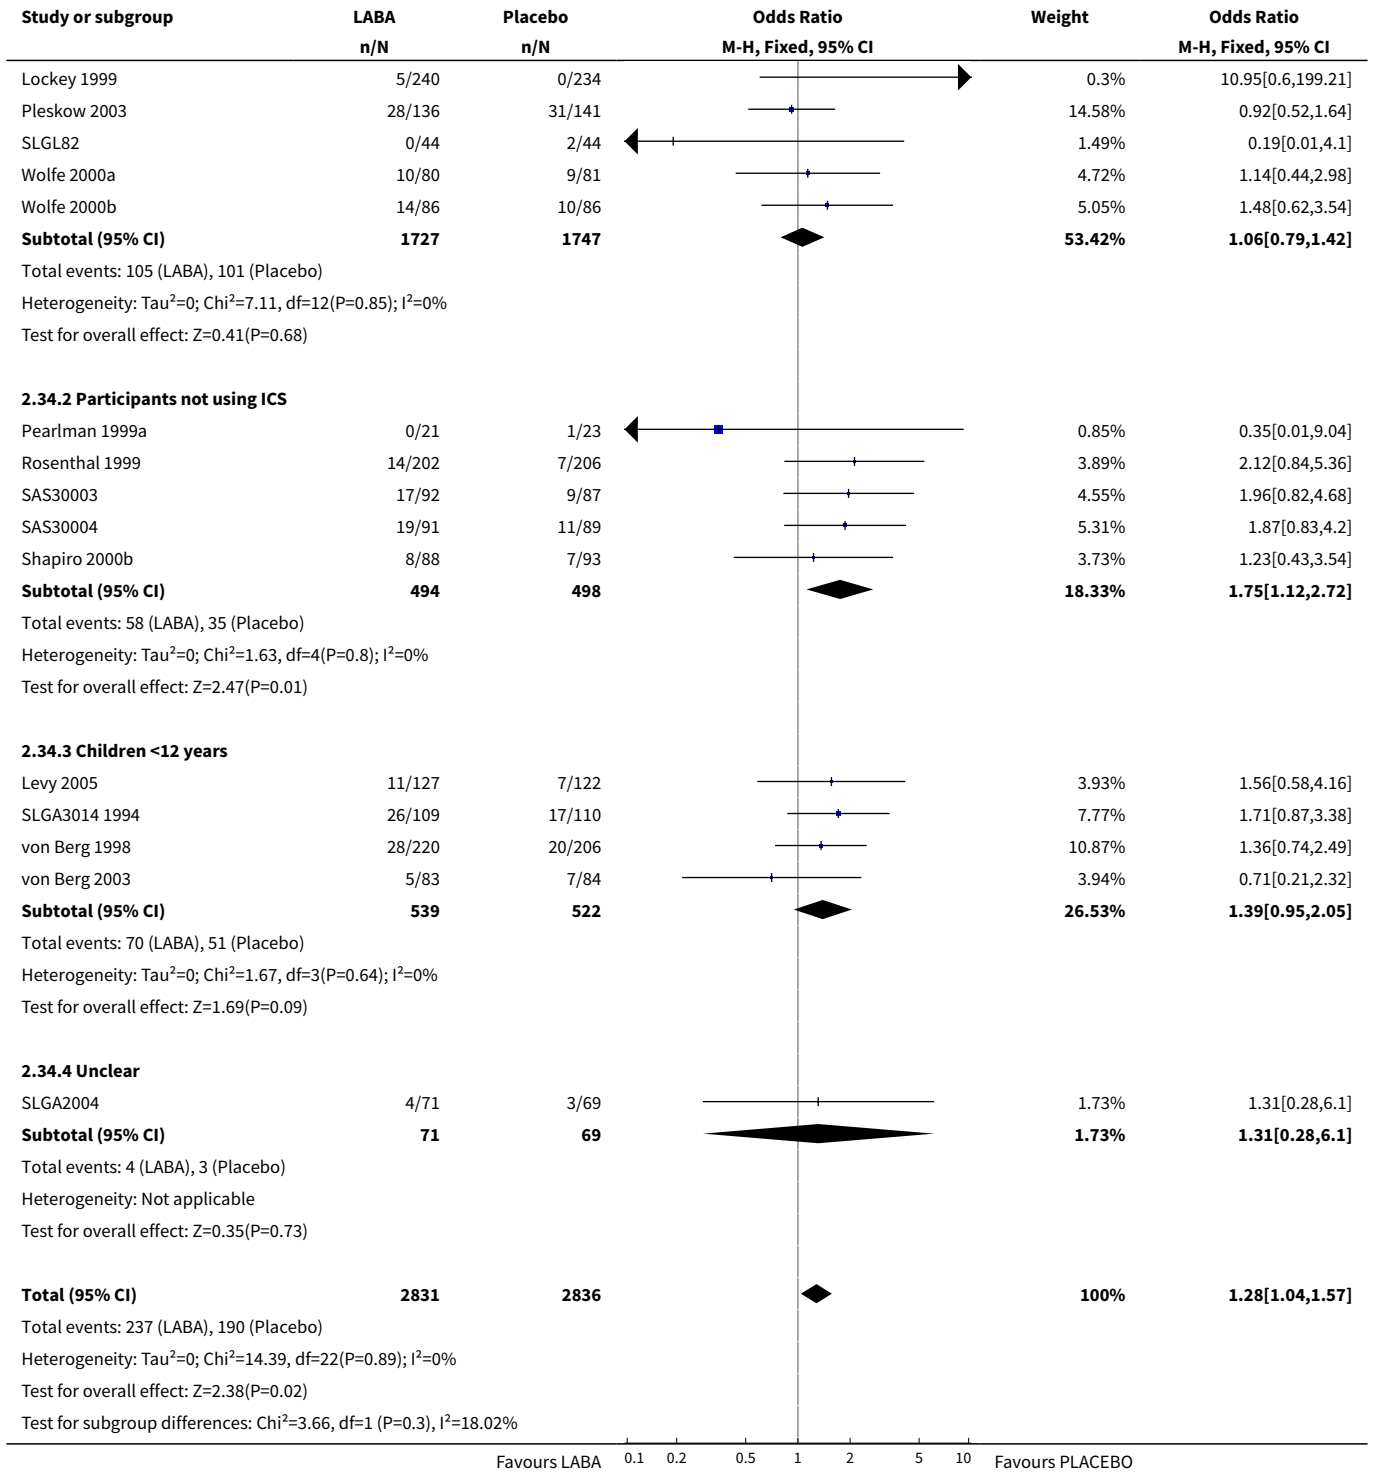 Study or subgroup LABA Placebo Odds Ratio Weight Odds Ratio
n/N n/N M-H, Fixed, 95% CI M-H, Fixed, 95% CI
Lockey 1999 5/240 0/234 0.3% 10.95[0.6,199.21]
Pleskow 2003 28/136 31/141 14.58% 0.92[0.52,1.64]
SLGL82 0/44 2/44 1.49% 0.19[0.01,4.1]
Wolfe 2000a 10/80 9/81 4.72% 1.14[0.44,2.98]
Wolfe 2000b 14/86 10/86 5.05% 1.48[0.62,3.54]
Subtotal (95% CI) 1727 1747 53.42% 1.06[0.79,1.42]
Total events: 105 (LABA), 101 (Placebo)
Heterogeneity: Tau²=0; Chi²=7.11, df=12(P=0.85); I²=0%
Test for overall effect: Z=0.41(P=0.68)
2.34.2 Participants not using ICS
Pearlman 1999a 0/21 1/23 0.85% 0.35[0.01,9.04]
Rosenthal 1999 14/202 7/206 3.89% 2.12[0.84,5.36]
SAS30003 17/92 9/87 4.55% 1.96[0.82,4.68]
SAS30004 19/91 11/89 5.31% 1.87[0.83,4.2]
Shapiro 2000b 8/88 7/93 3.73% 1.23[0.43,3.54]
Subtotal (95% CI) 494 498 18.33% 1.75[1.12,2.72]
Total events: 58 (LABA), 35 (Placebo)
Heterogeneity: Tau²=0; Chi²=1.63, df=4(P=0.8); I²=0%
Test for overall effect: Z=2.47(P=0.01)
2.34.3 Children <12 years
Levy 2005 11/127 7/122 3.93% 1.56[0.58,4.16]
SLGA3014 1994 26/109 17/110 7.77% 1.71[0.87,3.38]
von Berg 1998 28/220 20/206 10.87% 1.36[0.74,2.49]
von Berg 2003 5/83 7/84 3.94% 0.71[0.21,2.32]
Subtotal (95% CI) 539 522 26.53% 1.39[0.95,2.05]
Total events: 70 (LABA), 51 (Placebo)
Heterogeneity: Tau²=0; Chi²=1.67, df=3(P=0.64); I²=0%
Test for overall effect: Z=1.69(P=0.09)
2.34.4 Unclear
SLGA2004 4/71 3/69 1.73% 1.31[0.28,6.1]
Subtotal (95% CI) 71 69 1.73% 1.31[0.28,6.1]
Total events: 4 (LABA), 3 (Placebo)
Heterogeneity: Not applicable
Test for overall effect: Z=0.35(P=0.73)
Total (95% CI) 2831 2836 100% 1.28[1.04,1.57]
Total events: 237 (LABA), 190 (Placebo)
Heterogeneity: Tau²=0; Chi²=14.39, df=22(P=0.89); I²=0%
Test for overall effect: Z=2.38(P=0.02)
Test for subgroup differences: Chi²=3.66, df=1 (P=0.3), I²=18.02%
Favours LABA 0.1 0.2 0.5 1 2 5 10 Favours PLACEBO